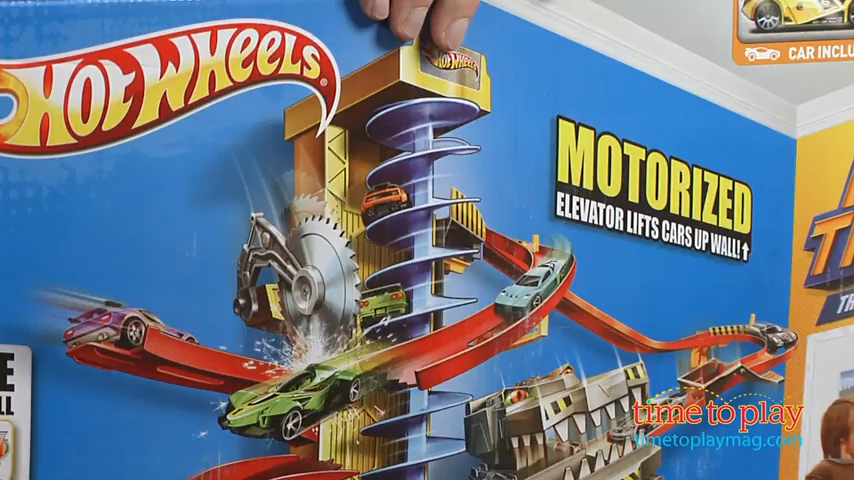 HOT WHEELS
HOT WHEELS
CAR INCLU
MOTORIZED
ELEVATOR LIFTS CARS UP WALL!
time to play
timetoplaymag.com